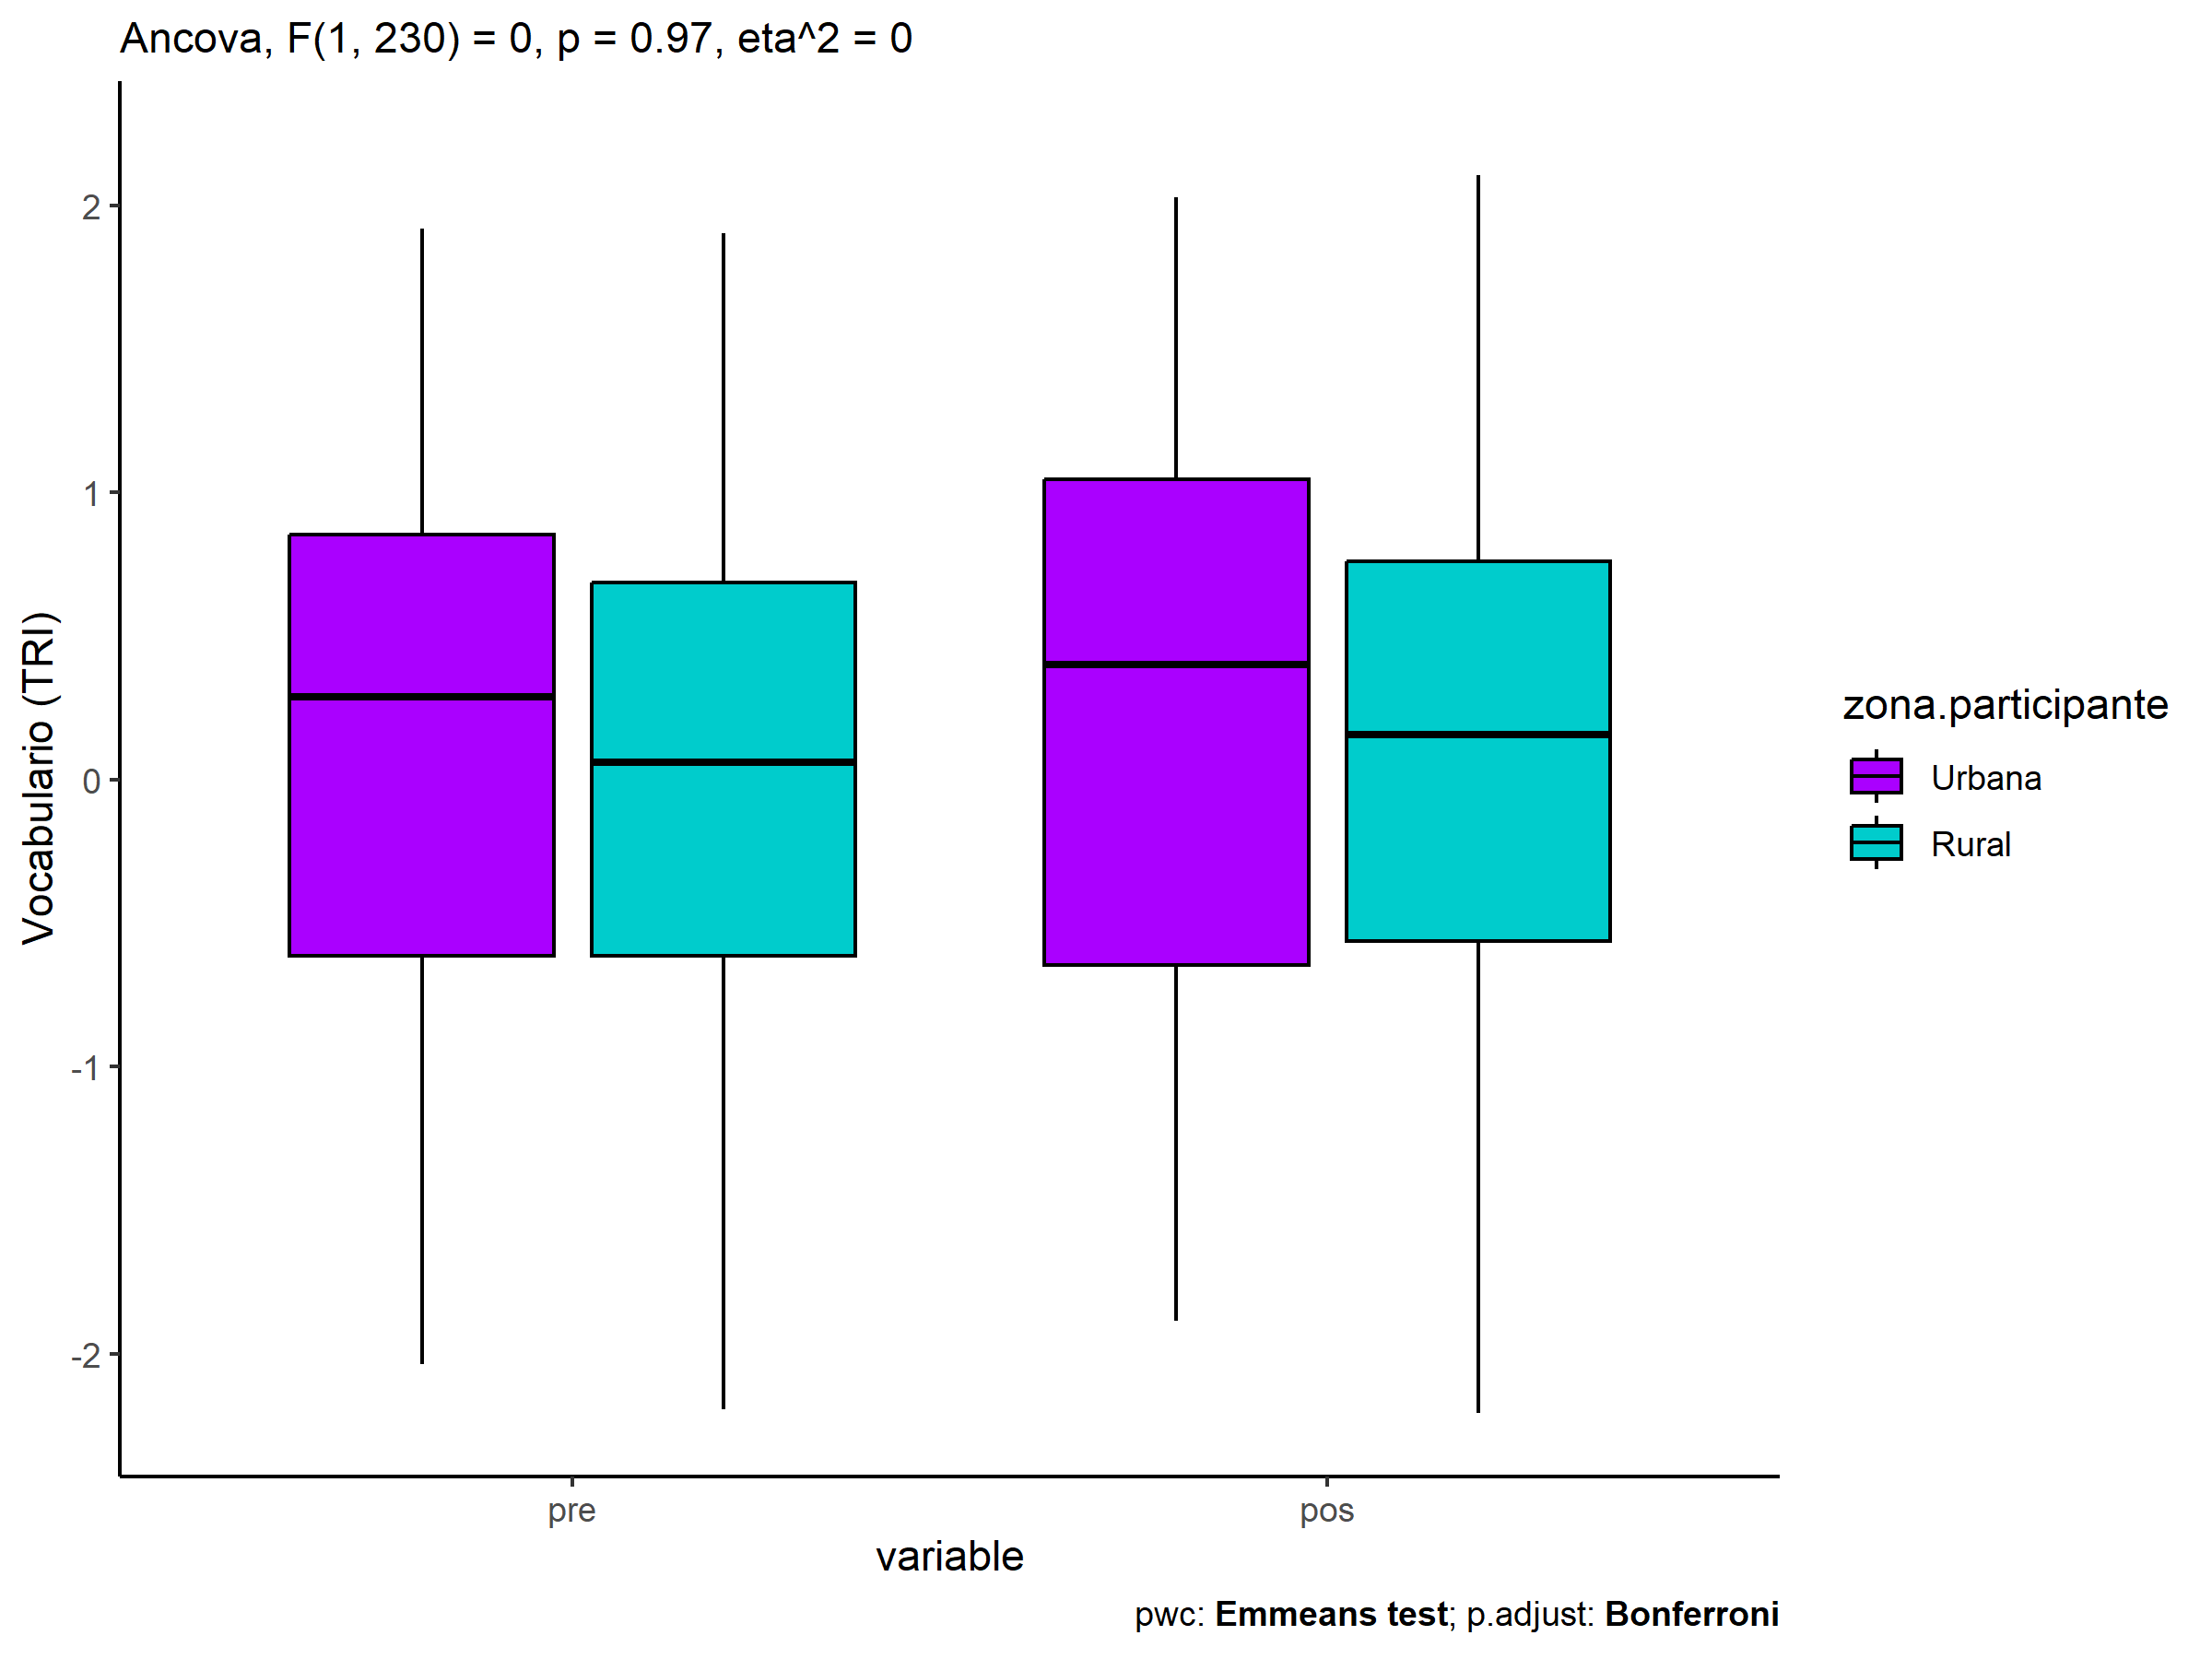 Ancova, F(1, 230) = 0, p = 0.97, eta^2 = 0
Vocabulario (TRI)
2
1
0
-1
-2
pre
pos
variable
zona.participante
Urbana
Rural
pwc: Emmeans test; p.adjust: Bonferroni